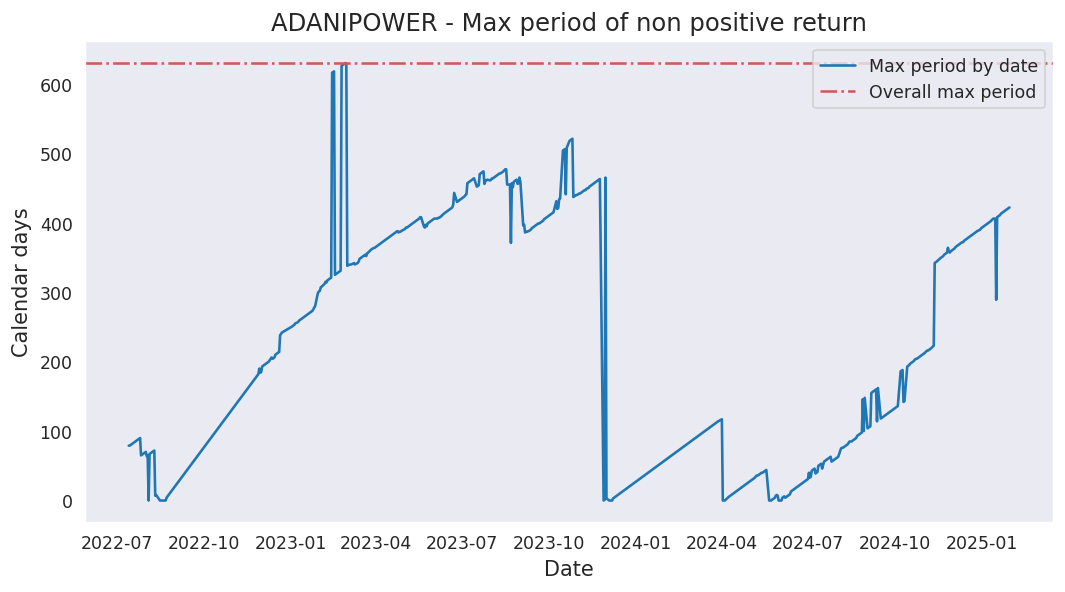 ADANIPOWER - Max period of non positive return
Max period by date
Overall max period
Calendar days
600
500
400
300
200
100
0
2022-07 2022-10 2023-01 2023-04 2023-07 2023-10 2024-01 2024-04 2024-07 2024-10 2025-01
Date